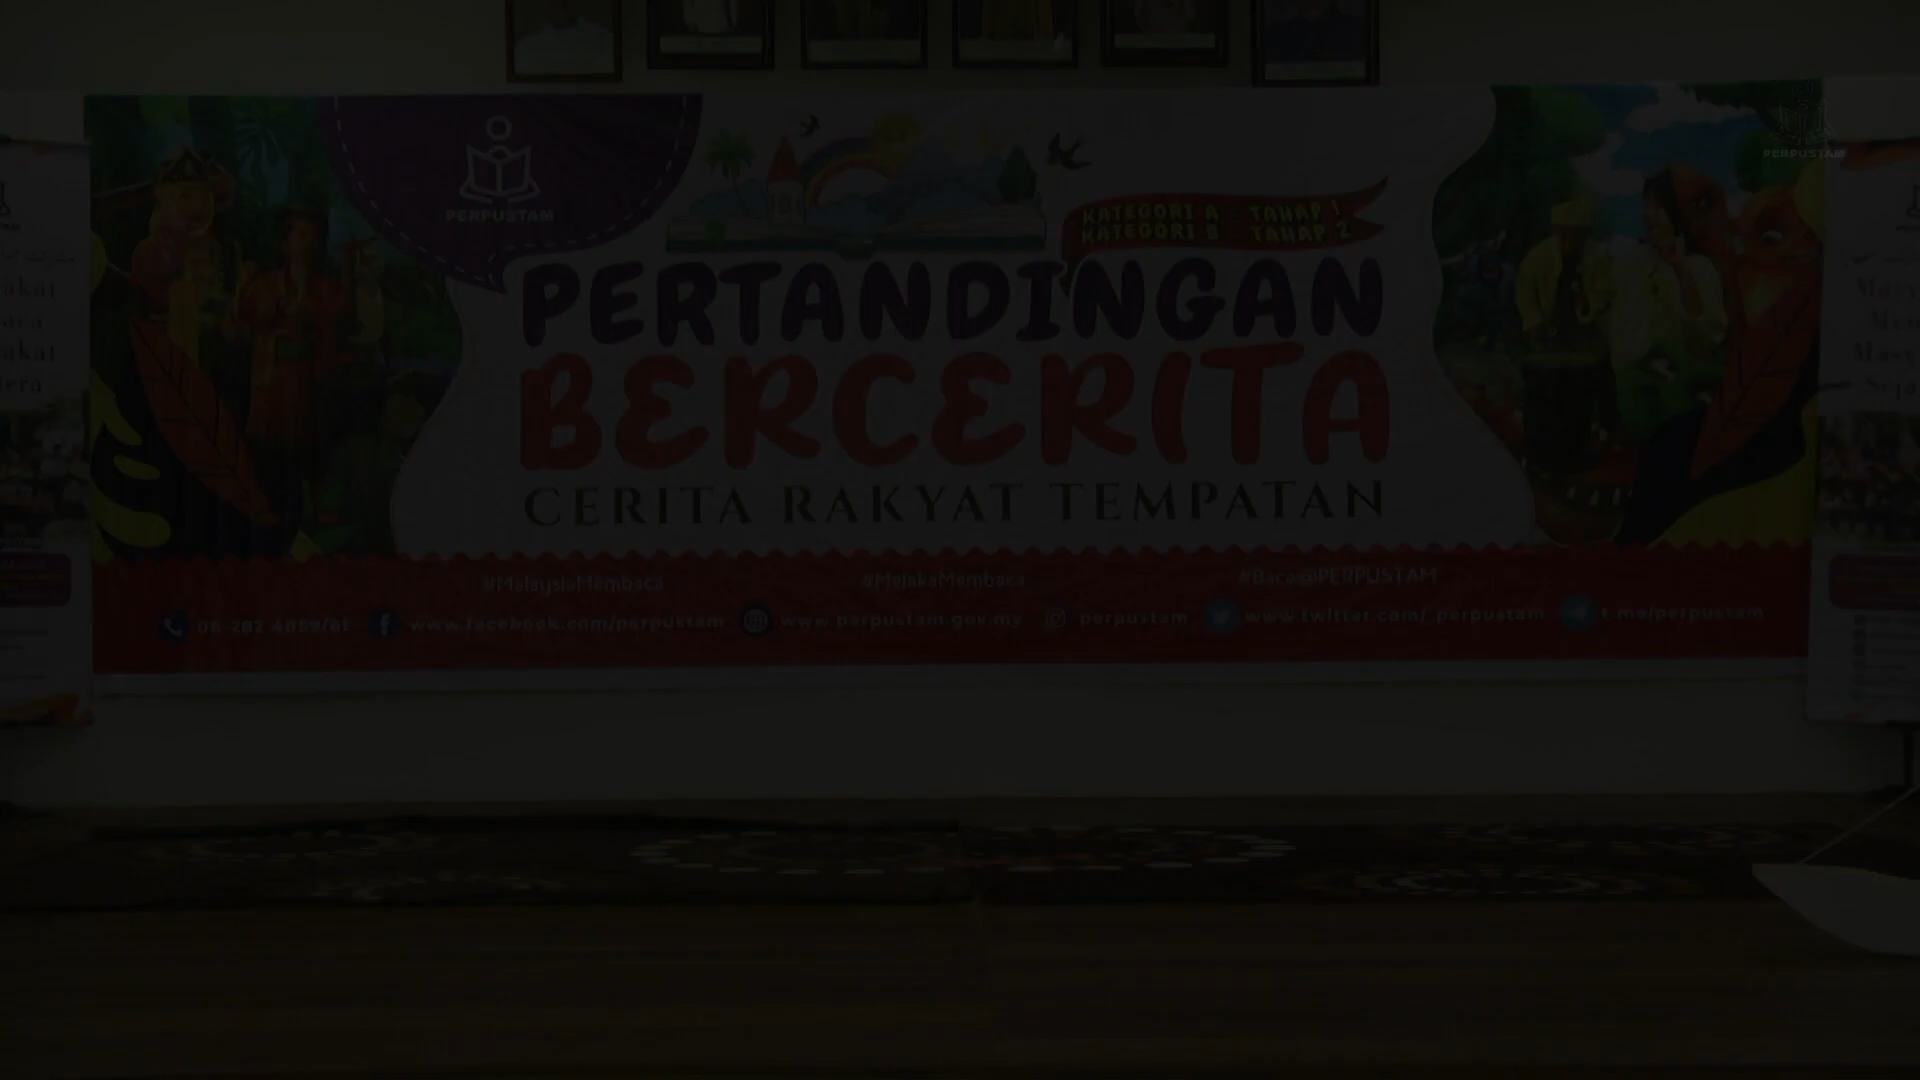 PERPUSTAM
PERPUSTAM
KATEGORI A : TAHAP 1
KATEGORI B : TAHAP 2
PERTANDINGAN
BERCERITA
CERITA RAKYAT TEMPATAN
#MalaysiaMembaca #MelakaMembaca #Baca@PERPUSTAM
www.facebook.com/perpustam www.perpustam.gov.my perpustam www.twitter.com/ perpustam t.me/perpustam